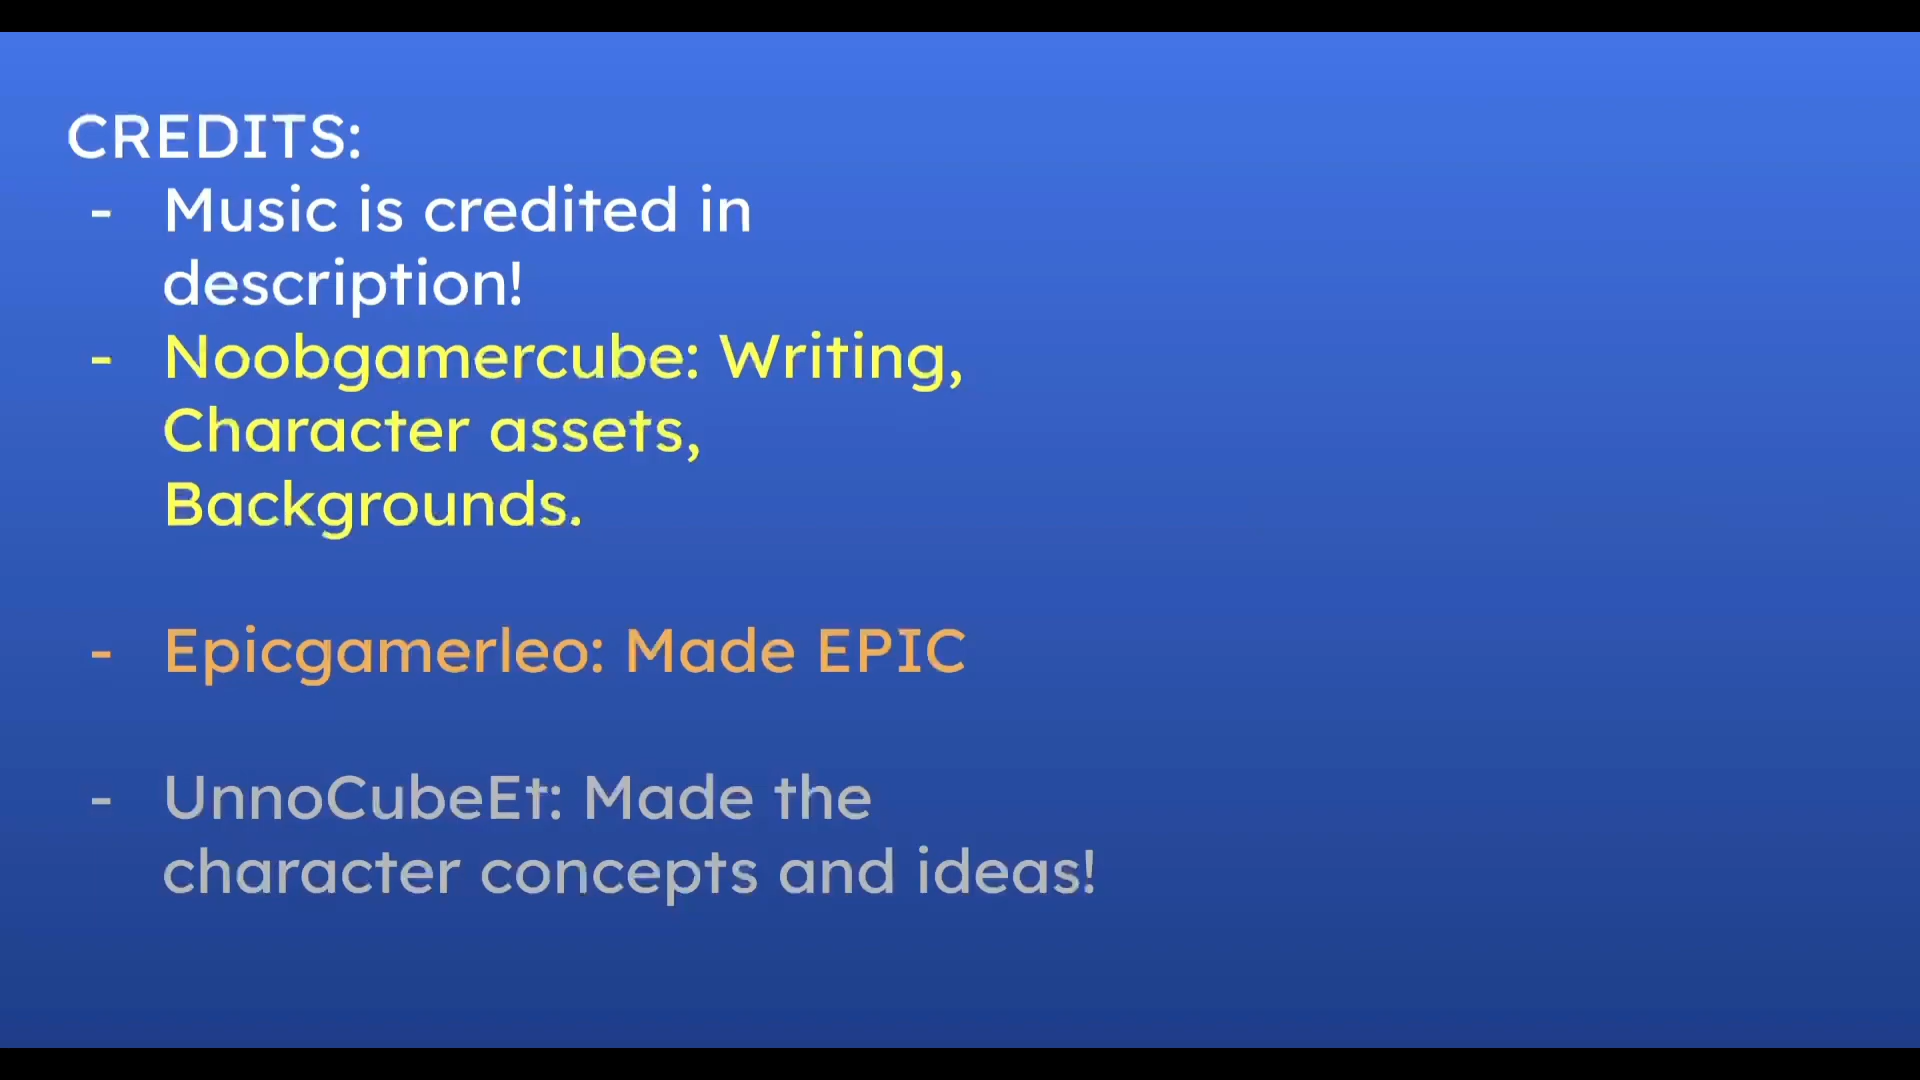 CREDITS:
- Music is credited in
description!
- Noobgamercube: Writing,
Character assets,
Backgrounds.
- Epicgamerleo: Made EPIC
- UnnoCubeEt: Made the
character concepts and ideas!